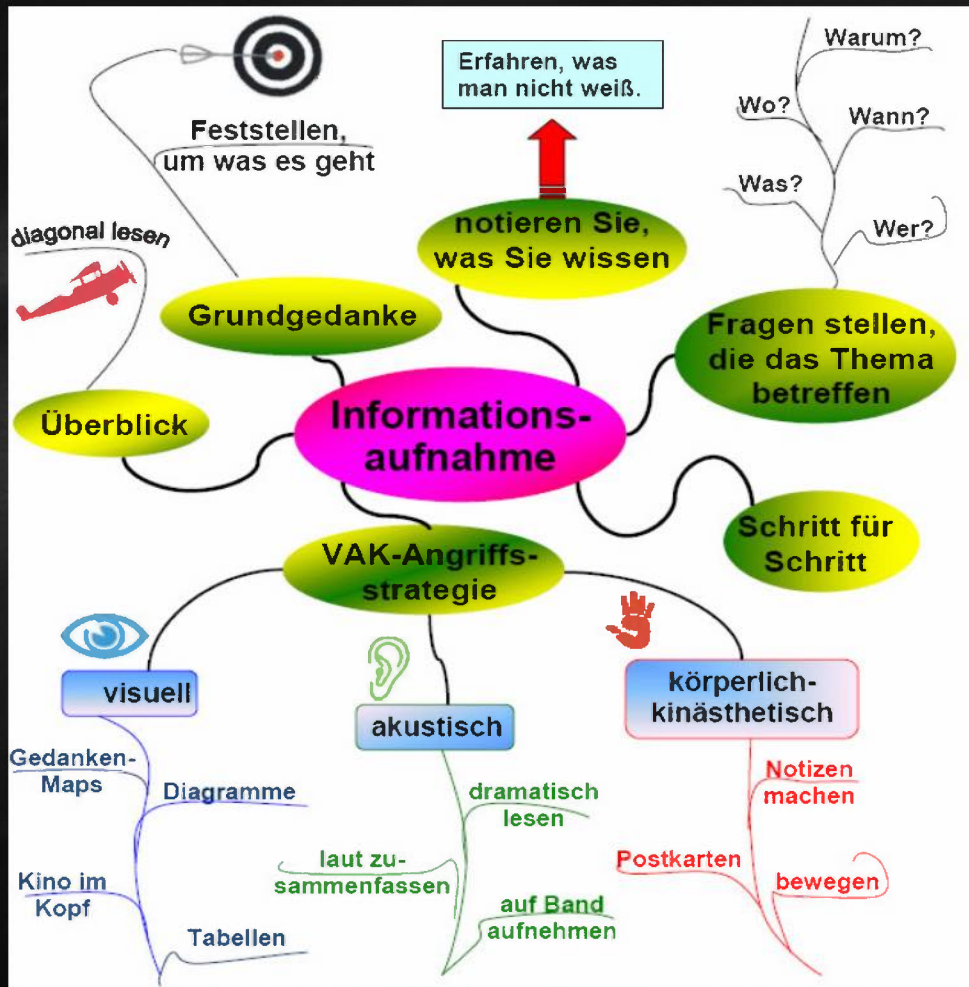 Warum?
Erfahren, was
man nicht weiß.
Wo?
Wann?
Feststellen,
um was es geht
Was?
Wer?
diagonal lesen
notieren Sie,
was Sie wissen
Grundgedanke
Fragen stellen,
die das Thema
betreffen
Überblick
Informations-
aufnahme
Schritt für
Schritt
VAK-Angriffs-
strategie
visuell
akustisch
körperlich-
kinästhetisch
Gedanken-
Maps
Diagramme
Kino im
Kopf
Tabellen
dramatisch
lesen
laut zu-
sammenfassen
auf Band
aufnehmen
Notizen
machen
Postkarten
bewegen